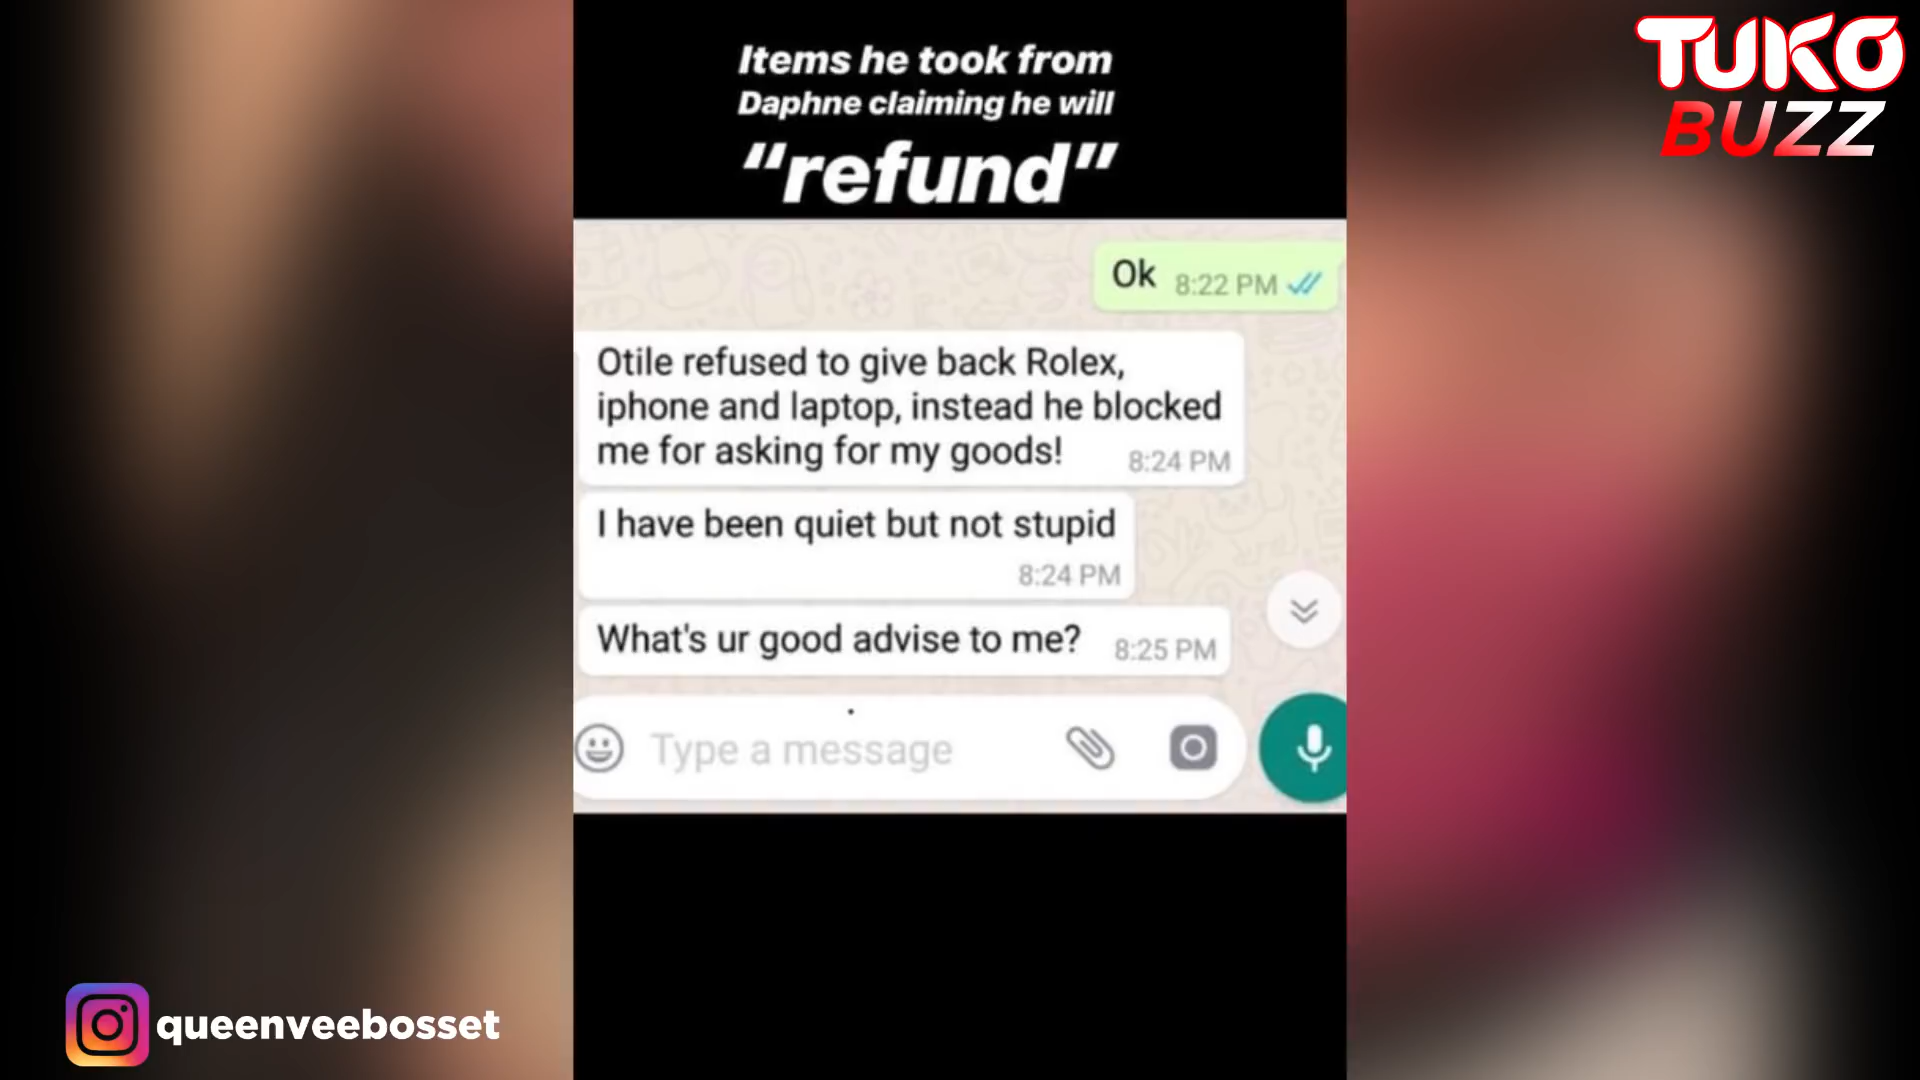 Items he took from
Daphne claiming he will
“refund”
TUKO
BUZZ
Ok 8:22 PM
Otile refused to give back Rolex,
iphone and laptop, instead he blocked
me for asking for my goods! 8:24 PM
I have been quiet but not stupid
8:24 PM
What's ur good advise to me? 8:25 PM
Type a message
queenveebosset